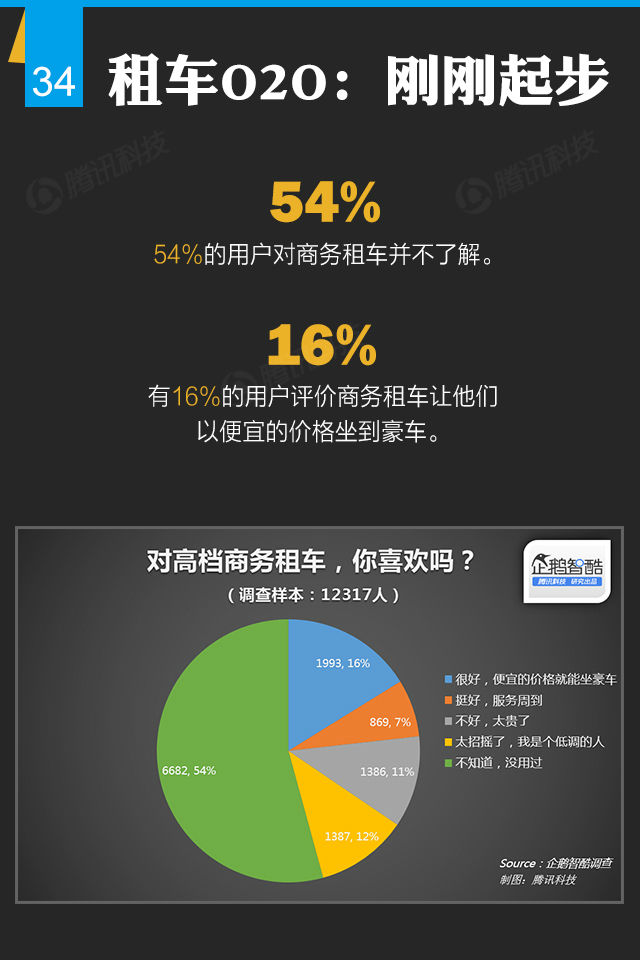 34
租车O2O：刚刚起步
腾讯科技
腾讯科技
54%
54%的用户对商务租车并不了解。
16%
腾讯科技
有16%的用户评价商务租车让他们
以便宜的价格坐到豪车。
对高档商务租车，你喜欢吗？
（调查样本：12317人）
企鹅智酷
腾讯科技 研究出品
1993, 16%
869, 7%
1386, 11%
1387, 12%
6682, 54%
很好，便宜的价格就能坐豪车
挺好，服务周到
不好，太贵了
太招摇了，我是个低调的人
不知道，没用过
Source：企鹅智酷调查
制图：腾讯科技